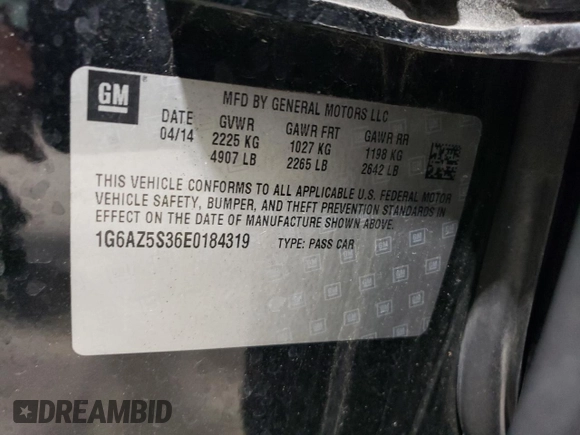 GM
MFD BY GENERAL MOTORS LLC
DATE GVWR GAWR FRT GAWR RR
04/14 2225 KG 1027 KG 1198 KG
4907 LB 2265 LB 2642 LB
THIS VEHICLE CONFORMS TO ALL APPLICABLE U.S. FEDERAL MOTOR
VEHICLE SAFETY, BUMPER, AND THEFT PREVENTION STANDARDS IN
EFFECT ON THE DATE OF MANUFACTURE SHOWN ABOVE.
1G6AZ5S36E0184319 TYPE: PASS CAR
DREAMBID